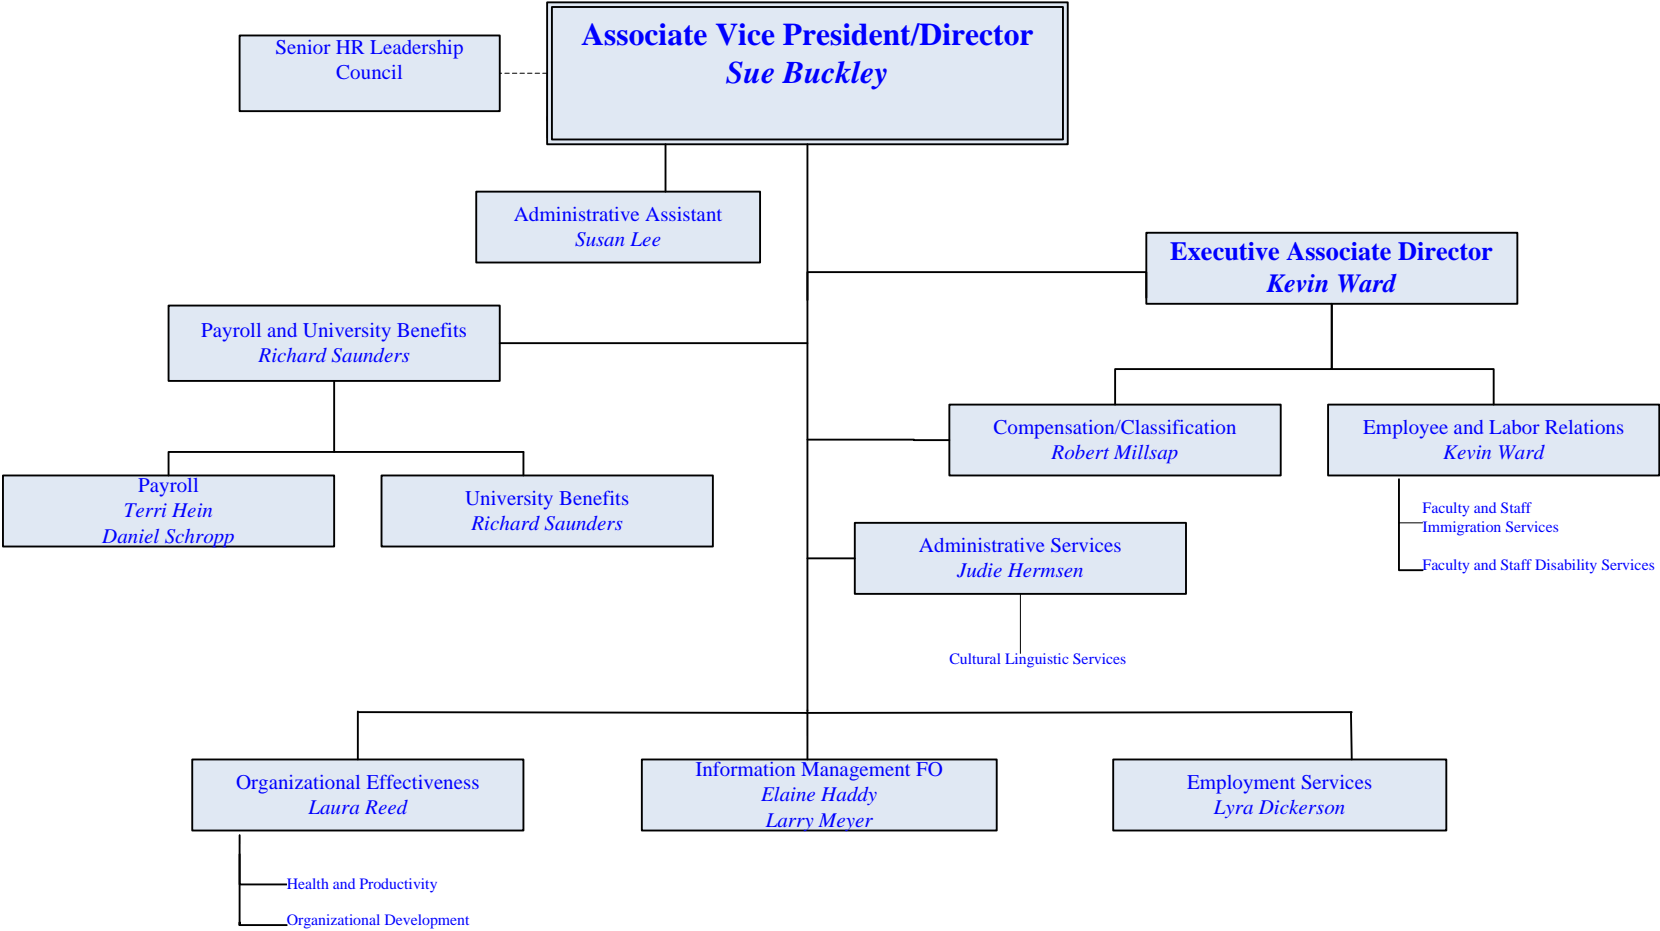 Associate Vice President/Director
Sue Buckley
Senior HR Leadership
Council
Administrative Assistant
Susan Lee
Executive Associate Director
Kevin Ward
Payroll and University Benefits
Richard Saunders
Compensation/Classification
Robert Millsap
Employee and Labor Relations
Kevin Ward
Payroll
Terri Hein
Daniel Schropp
University Benefits
Richard Saunders
Faculty and Staff
Immigration Services
Faculty and Staff Disability Services
Administrative Services
Judie Hermsen
Cultural Linguistic Services
Organizational Effectiveness
Laura Reed
Information Management FO
Elaine Haddy
Larry Meyer
Employment Services
Lyra Dickerson
Health and Productivity
Organizational Development